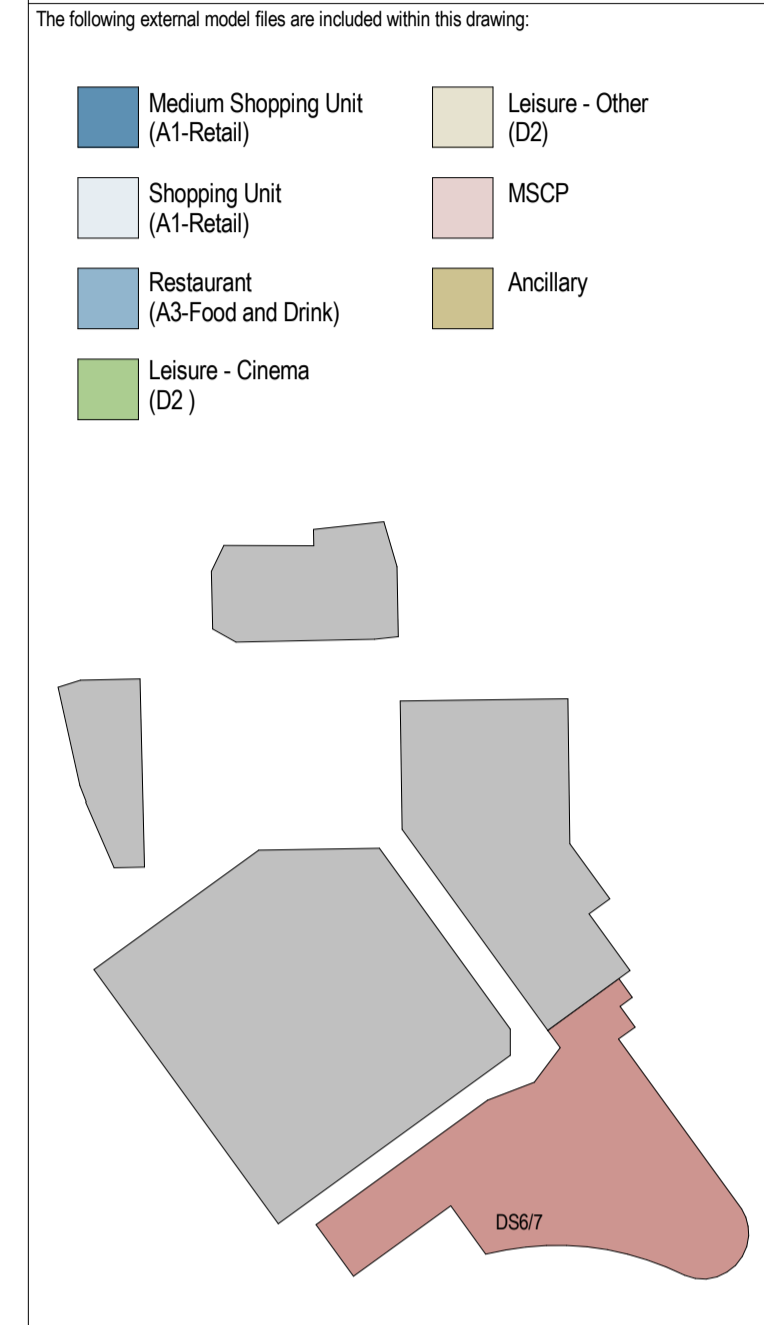 The following external model files are included within this drawing:
Medium Shopping Unit
(A1-Retail)
Shopping Unit
(A1-Retail)
Restaurant
(A3-Food and Drink)
Leisure - Cinema
(D2 )
Leisure - Other
(D2)
MSCP
Ancillary
DS6/7